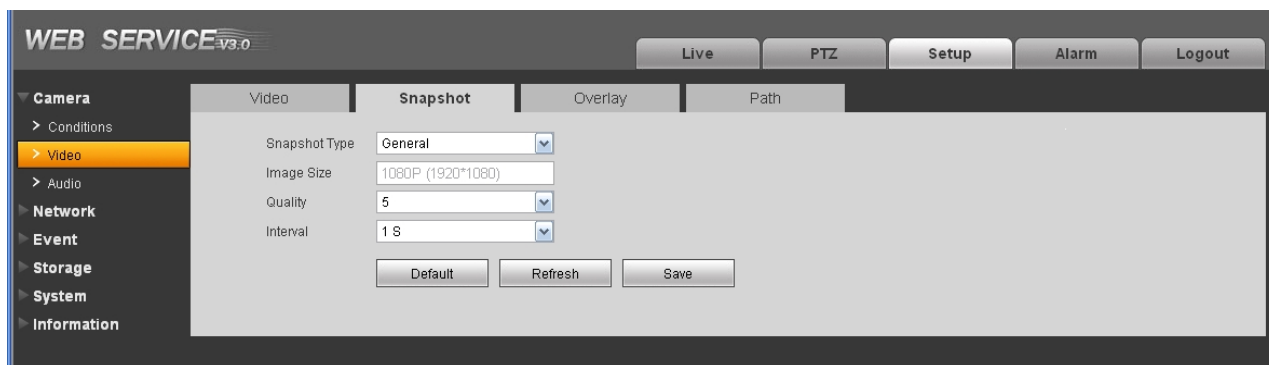 WEB SERVICE V3.0
Live PTZ Setup Alarm Logout
Camera
> Conditions
> Video
> Audio
Network
Event
Storage
System
Information
Video Snapshot Overlay Path
Snapshot Type General
Image Size 1080P (1920*1080)
Quality 5
Interval 1 S
Default Refresh Save